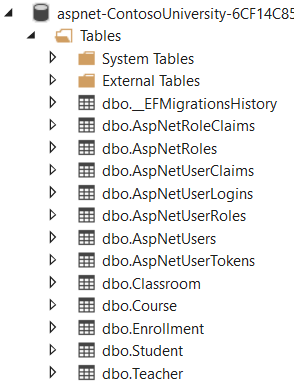 aspnet-ContosoUniversity-6CF14C85
Tables
System Tables
External Tables
dbo.__EFMigrationsHistory
dbo.AspNetRoleClaims
dbo.AspNetRoles
dbo.AspNetUserClaims
dbo.AspNetUserLogins
dbo.AspNetUserRoles
dbo.AspNetUsers
dbo.AspNetUserTokens
dbo.Classroom
dbo.Course
dbo.Enrollment
dbo.Student
dbo.Teacher